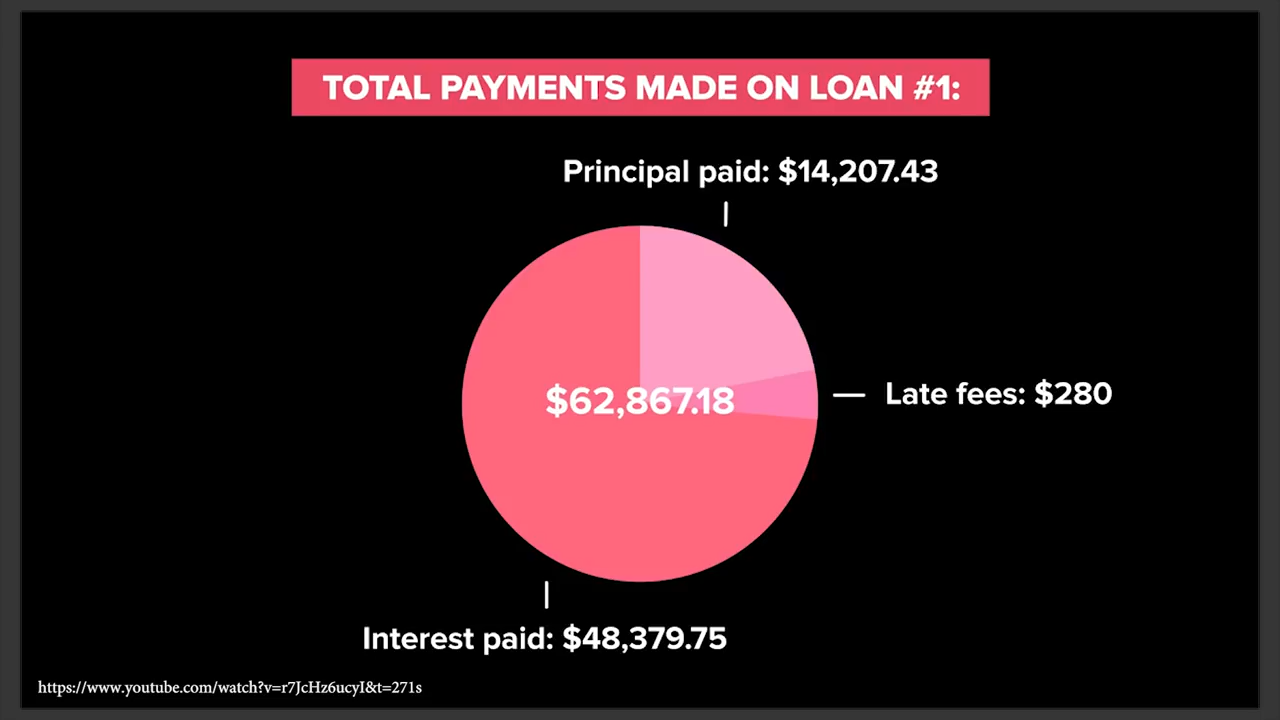 TOTAL PAYMENTS MADE ON LOAN #1:
Principal paid: $14,207.43
$62,867.18
Late fees: $280
Interest paid: $48,379.75
https://www.youtube.com/watch?v=r7JcHz6ucyI&t=271s